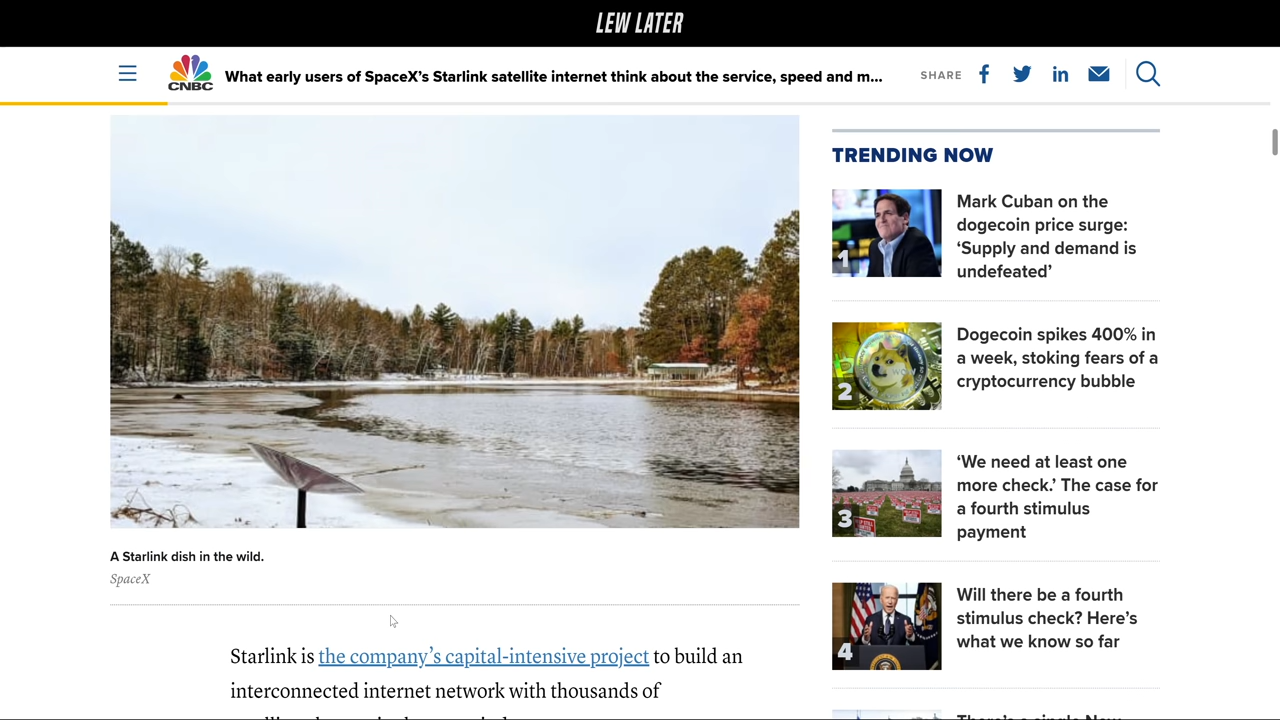 LEW LATER
CNBC
What early users of SpaceX’s Starlink satellite internet think about the service, speed and m...
SHARE
A Starlink dish in the wild.
SpaceX
Starlink is the company’s capital-intensive project to build an
interconnected internet network with thousands of
TRENDING NOW
1
Mark Cuban on the
dogecoin price surge:
‘Supply and demand is
undefeated’
2
Dogecoin spikes 400% in
a week, stoking fears of a
cryptocurrency bubble
3
‘We need at least one
more check.’ The case for
a fourth stimulus
payment
4
Will there be a fourth
stimulus check? Here’s
what we know so far